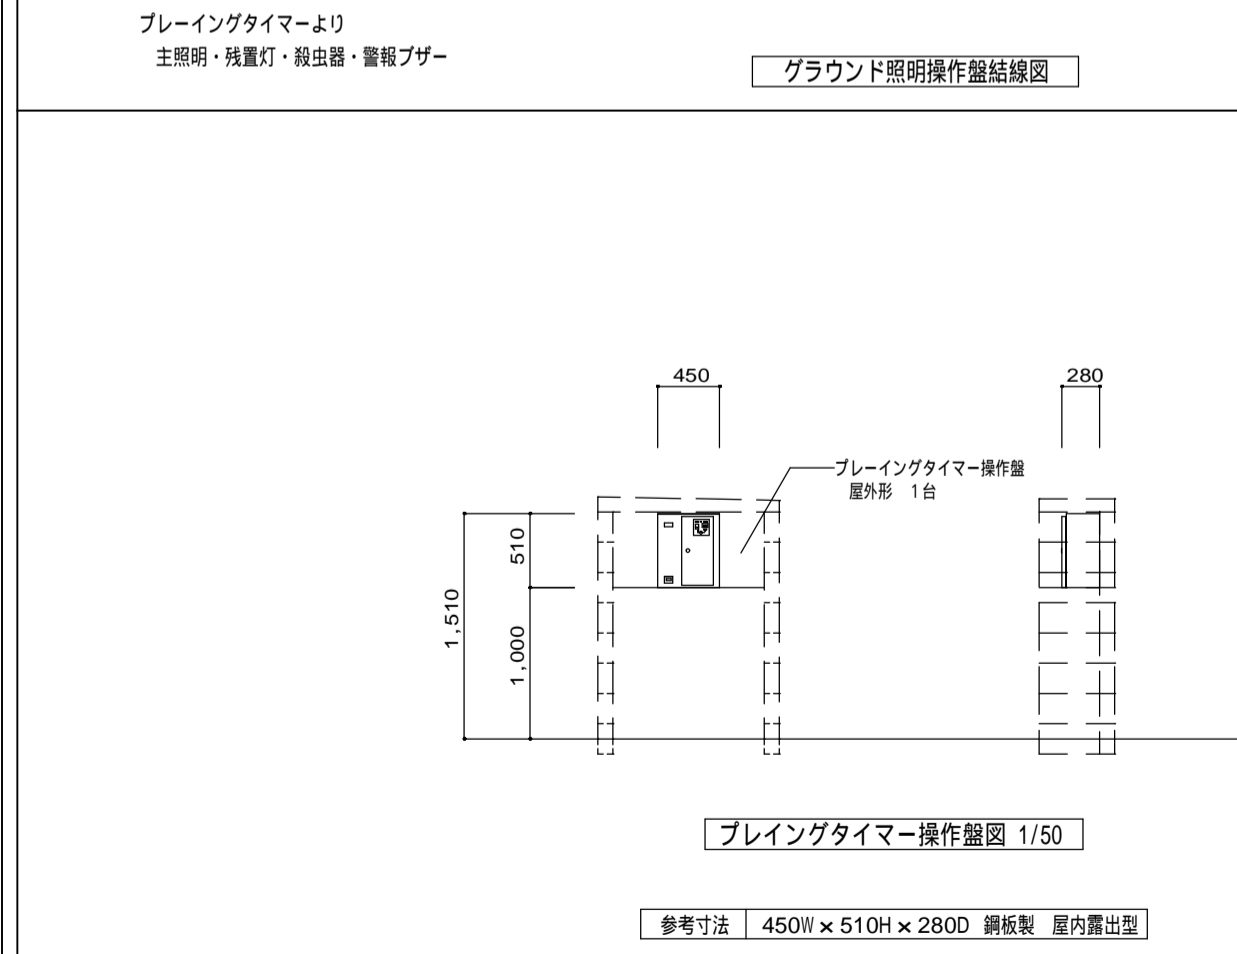 プレーイングタイマーより
主照明・残置灯・殺虫器・警報ブザー
グラウンド照明操作盤結線図
450
280
プレーイングタイマー操作盤
屋外形 1台
510
1,510
1,000
プレイングタイマー操作盤図 1/50
参考寸法 450W×510H×280D 鋼板製 屋内露出型